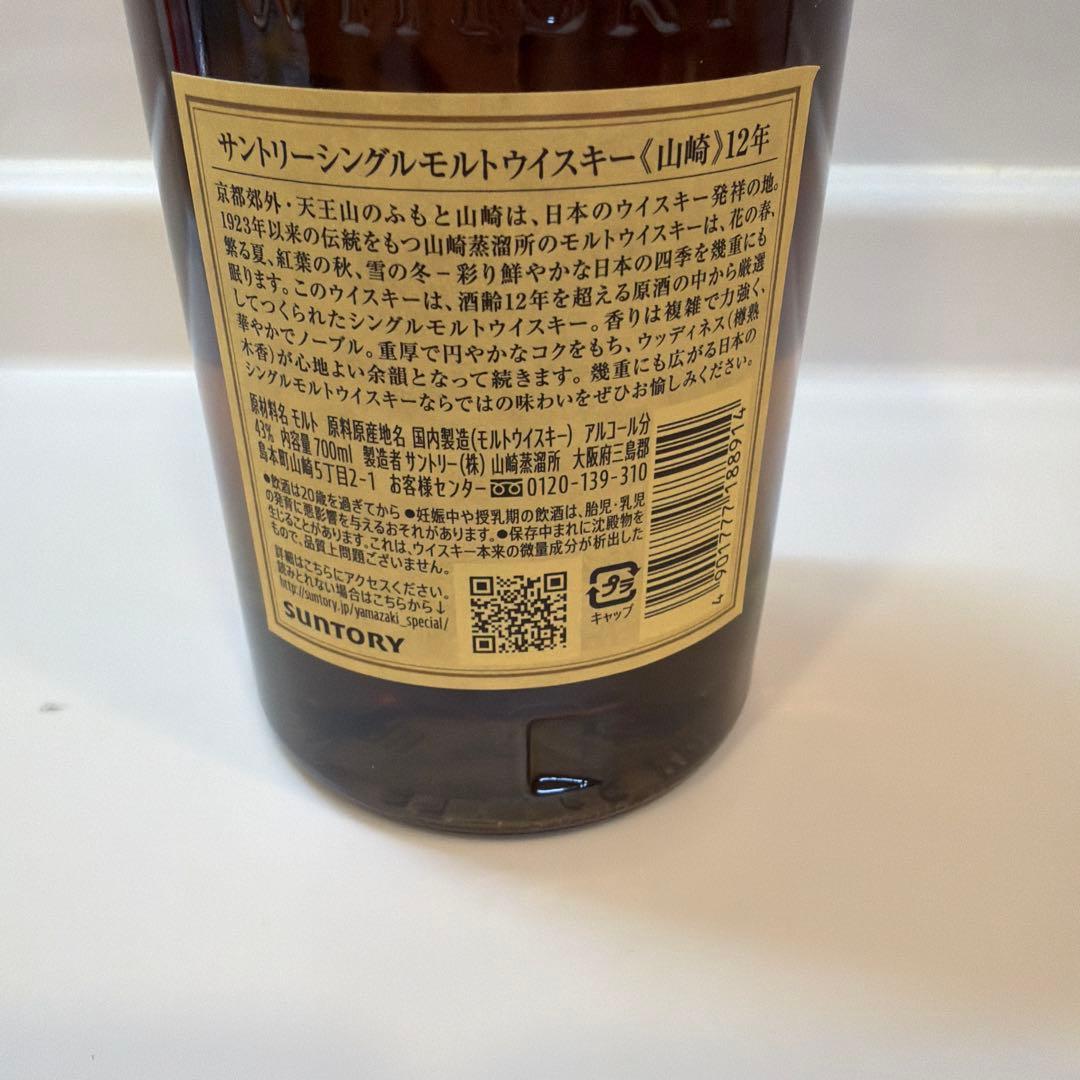 WHISKY
サントリーシングルモルトウイスキー《山崎》12年
京都郊外・天王山のふもと山崎は、日本のウイスキー発祥の地。
1923年以来の伝統をもつ山崎蒸溜所のモルトウイスキーは、花の春、
繁る夏、紅葉の秋、雪の冬−彩り鮮やかな日本の四季を幾重にも
眠ります。このウイスキーは、酒齢12年を超える原酒の中から厳選
してつくられたシングルモルトウイスキー。香りは複雑で力強く、
華やかでノーブル。重厚で円やかなコクをもち、ウッディネス(樽熟
木香)が心地よい余韻となって続きます。幾重にも広がる日本の
シングルモルトウイスキーならではの味わいをぜひお愉しみください。
原材料名 モルト 原料原産地名 国内製造(モルトウイスキー) アルコール分
43% 内容量700ml 製造者 サントリー(株) 山崎蒸溜所 大阪府三島郡
島本町山崎5丁目2-1 お客様センター 0120-139-310
●飲酒は20歳を過ぎてから ●妊娠中や授乳期の飲酒は、胎児・乳児
の発育に悪影響を与えるおそれがあります。●保存中まれに沈殿物を
生じることがあります。これは、ウイスキー本来の微量成分が析出した
もので、品質上問題ございません。
詳細はこちらにアクセスください。
読みとれない場合はこちらから↓
http://suntory.jp/yamazaki_special/
SUNTORY
プラ
キャップ
4 901777 188914